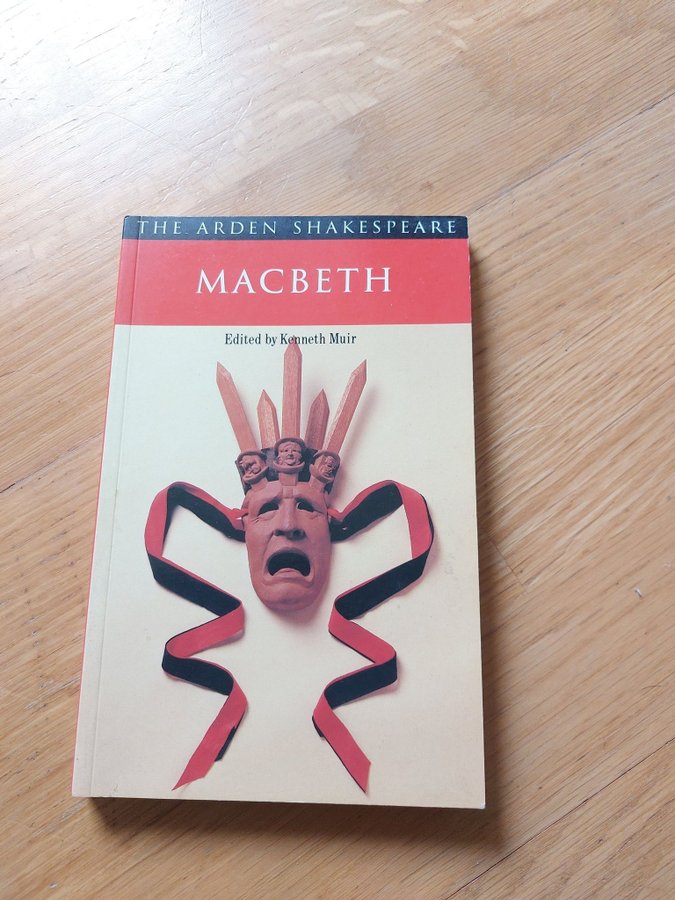 THE ARDEN SHAKESPEARE
MACBETH
Edited by Kenneth Muir